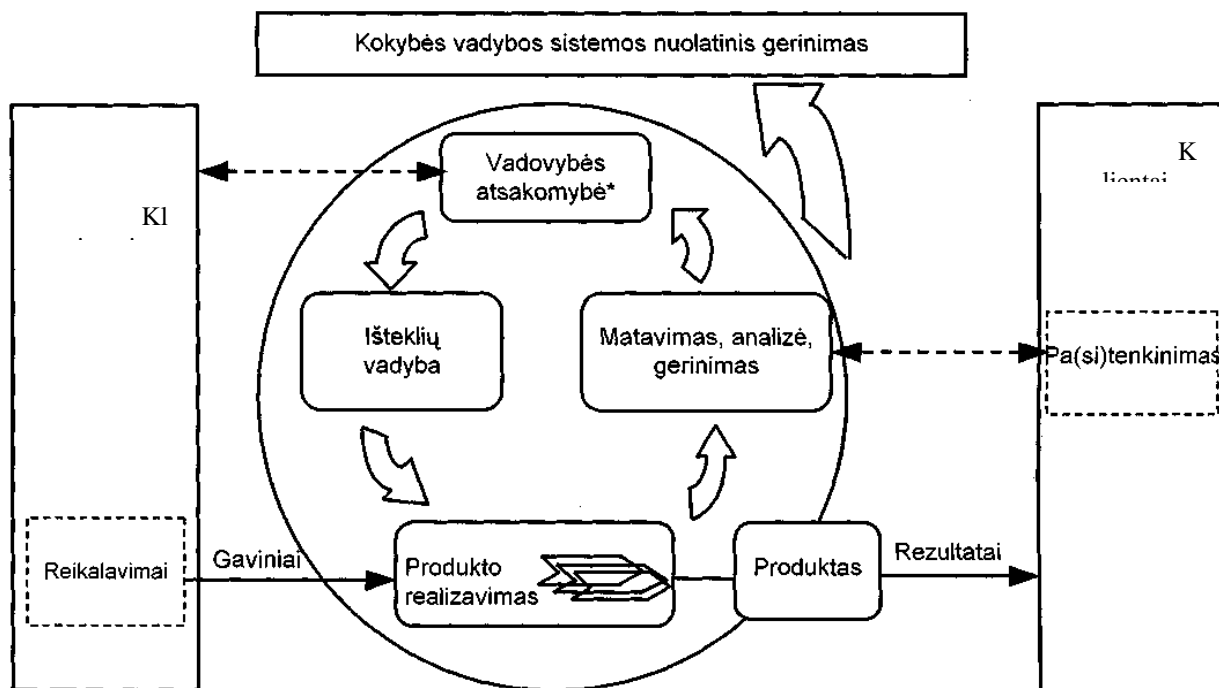 Kokybės vadybos sistemos nuolatinis gerinimas
Vadovybės
atsakomybė*
K
lientai
Kl
Išteklių
vadyba
Matavimas, analizė,
gerinimas
Pa(si)tenkinimas
Reikalavimai
Gaviniai
Produkto
realizavimas
Produktas
Rezultatai